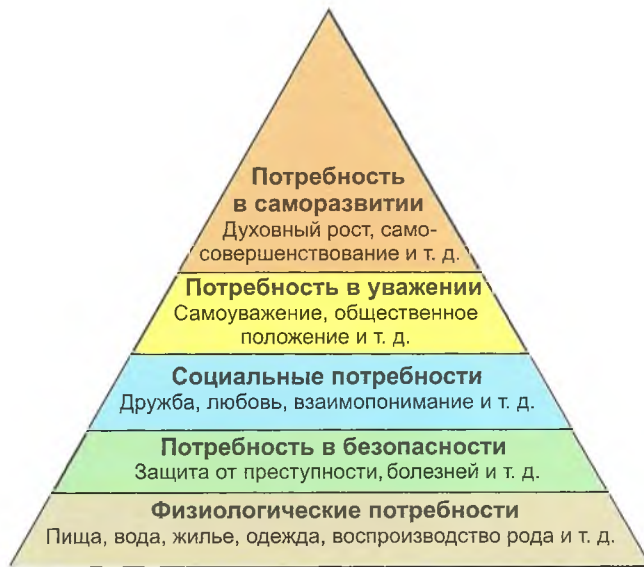 Потребность
в саморазвитии
Духовный рост, само-
совершенствование и т. д.
Потребность в уважении
Самоуважение, общественное
положение и т. д.
Социальные потребности
Дружба, любовь, взаимопонимание и т. д.
Потребность в безопасности
Защита от преступности, болезней и т. д.
Физиологические потребности
Пища, вода, жилье, одежда, воспроизводство рода и т. д.